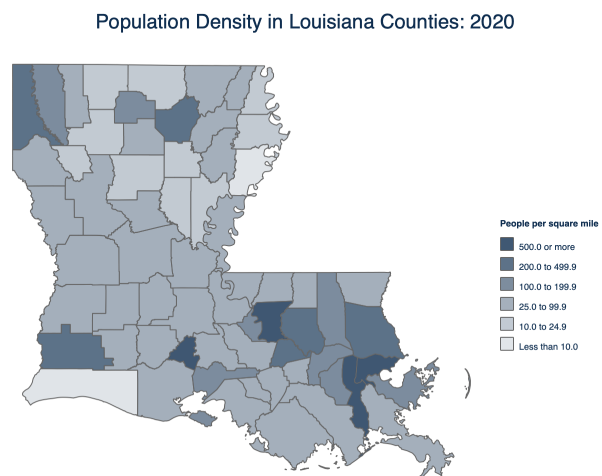 Population Density in Louisiana Counties: 2020
People per square mile
500.0 or more
200.0 to 499.9
100.0 to 199.9
25.0 to 99.9
10.0 to 24.9
Less than 10.0